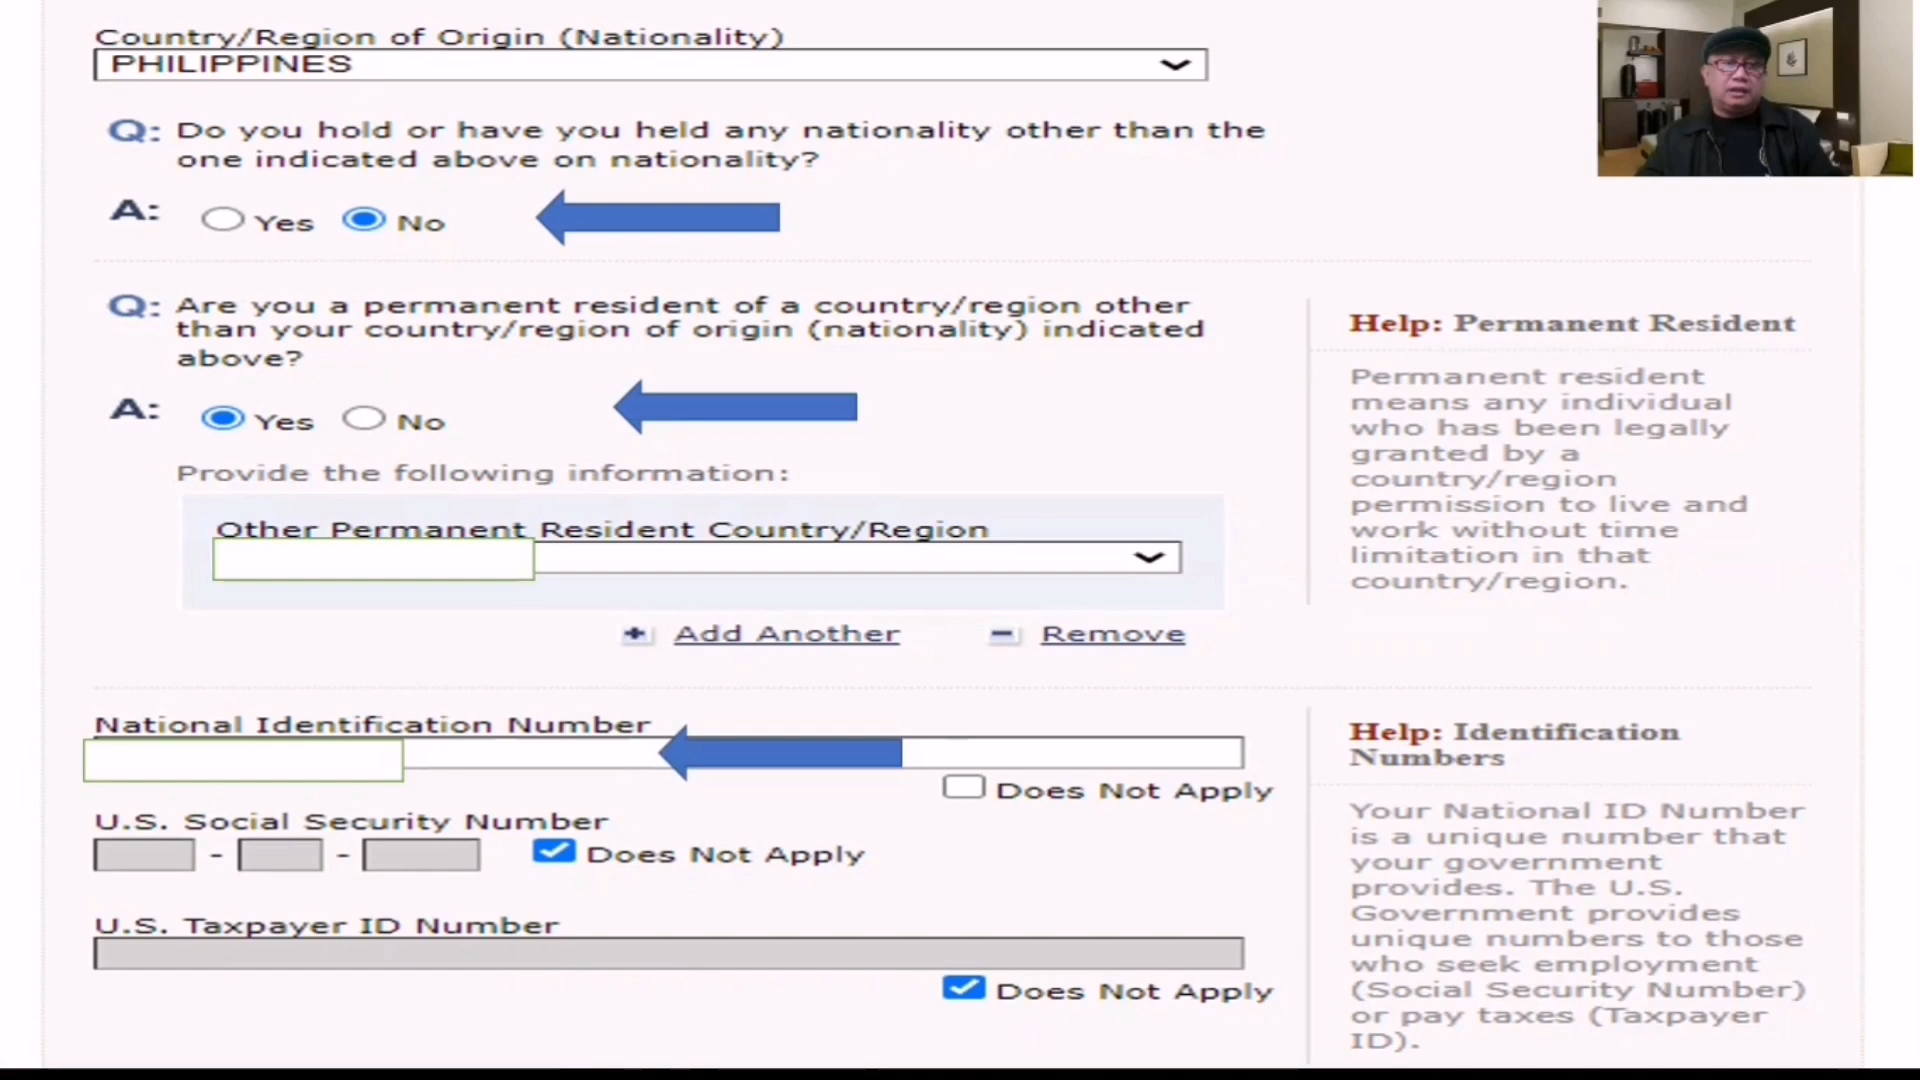 Country/Region of Origin (Nationality)
PHILIPPINES
Q: Do you hold or have you held any nationality other than the
one indicated above on nationality?
A: Yes No
Q: Are you a permanent resident of a country/region other
than your country/region of origin (nationality) indicated
above?
A: Yes No
Provide the following information:
Other Permanent Resident Country/Region
Add Another Remove
Help: Permanent Resident
Permanent resident
means any individual
who has been legally
granted by a
country/region
permission to live and
work without time
limitation in that
country/region.
National Identification Number
Does Not Apply
U.S. Social Security Number
- - Does Not Apply
U.S. Taxpayer ID Number
Does Not Apply
Help: Identification
Numbers
Your National ID Number
is a unique number that
your government
provides. The U.S.
Government provides
unique numbers to those
who seek employment
(Social Security Number)
or pay taxes (Taxpayer
ID).